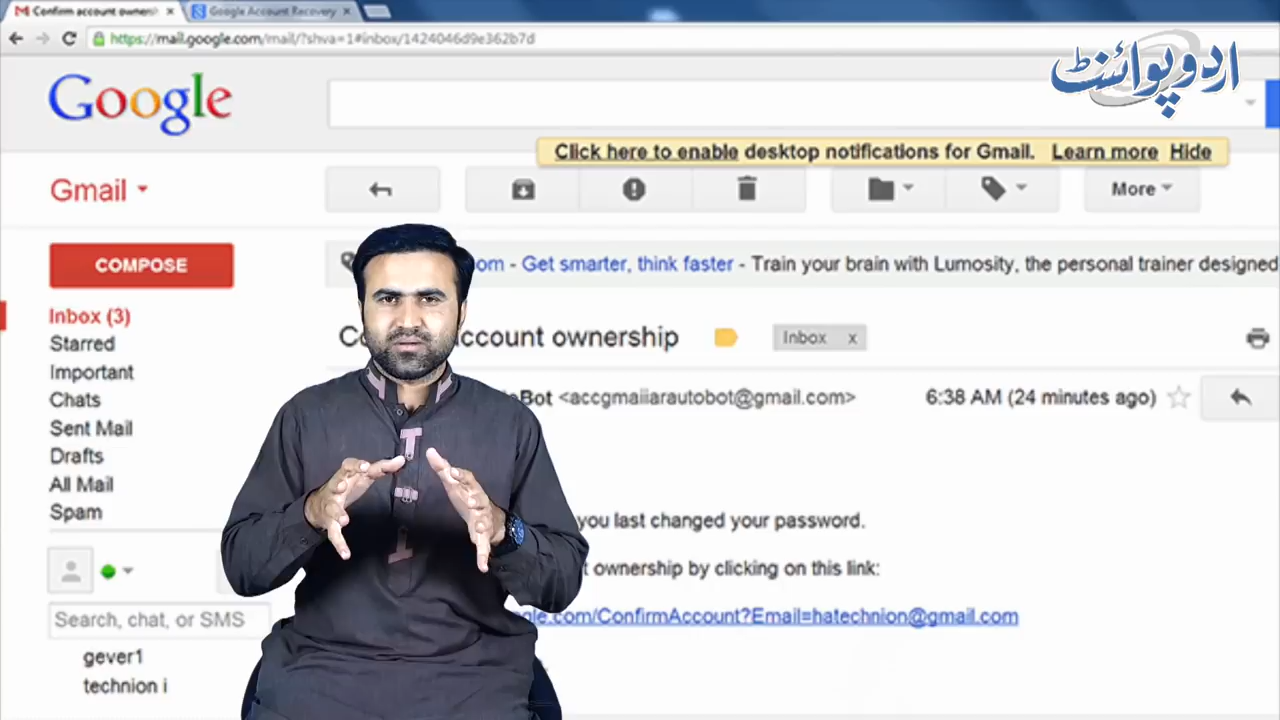 Confirm account owners
Google Account Recovery
https://mail.google.com/mail/?shva=1#inbox/1424046d9e362b7d
اردو پوائنٹ
Google
Click here to enable desktop notifications for Gmail. Learn more Hide
Gmail
More
COMPOSE
om - Get smarter, think faster - Train your brain with Lumosity, the personal trainer designed
Inbox (3)
Starred
Important
Chats
Sent Mail
Drafts
All Mail
Spam
C ccount ownership
Inbox x
Bot <accgmaiiarautobot@gmail.com>
6:38 AM (24 minutes ago)
you last changed your password.
t ownership by clicking on this link:
gle.com/ConfirmAccount?Email=hatechnion@gmail.com
Search, chat, or SMS
gever1
technion i